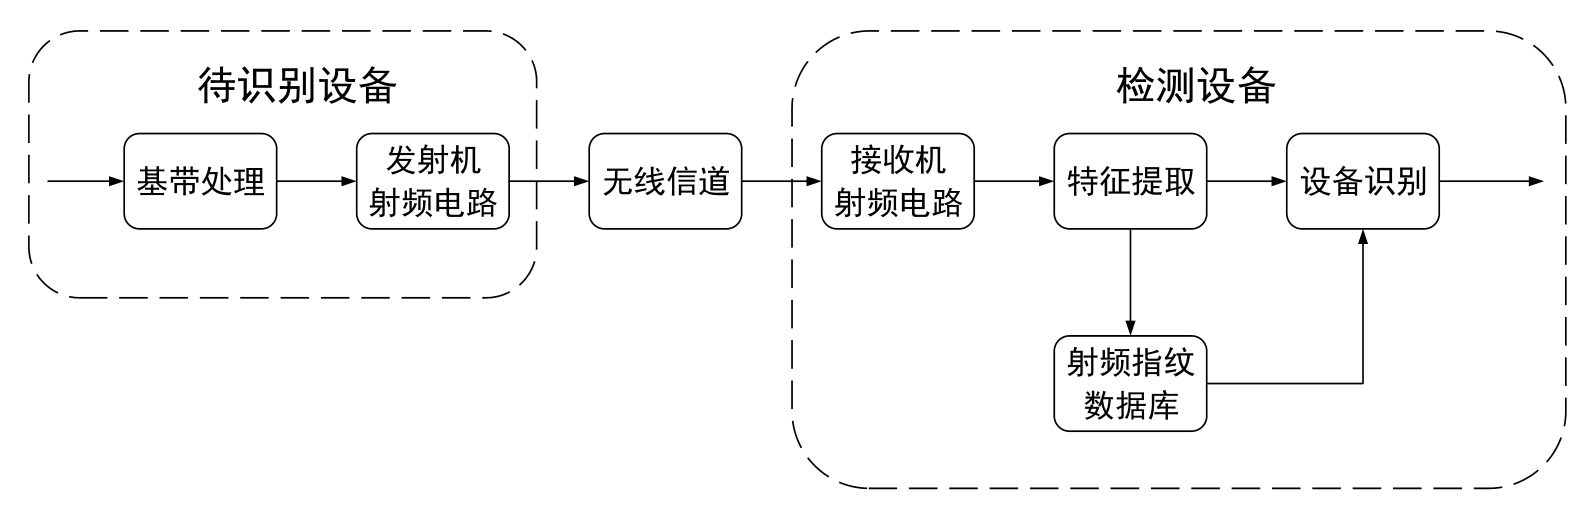 待识别设备
检测设备
基带处理
发射机
射频电路
无线信道
接收机
射频电路
特征提取
设备识别
射频指纹
数据库